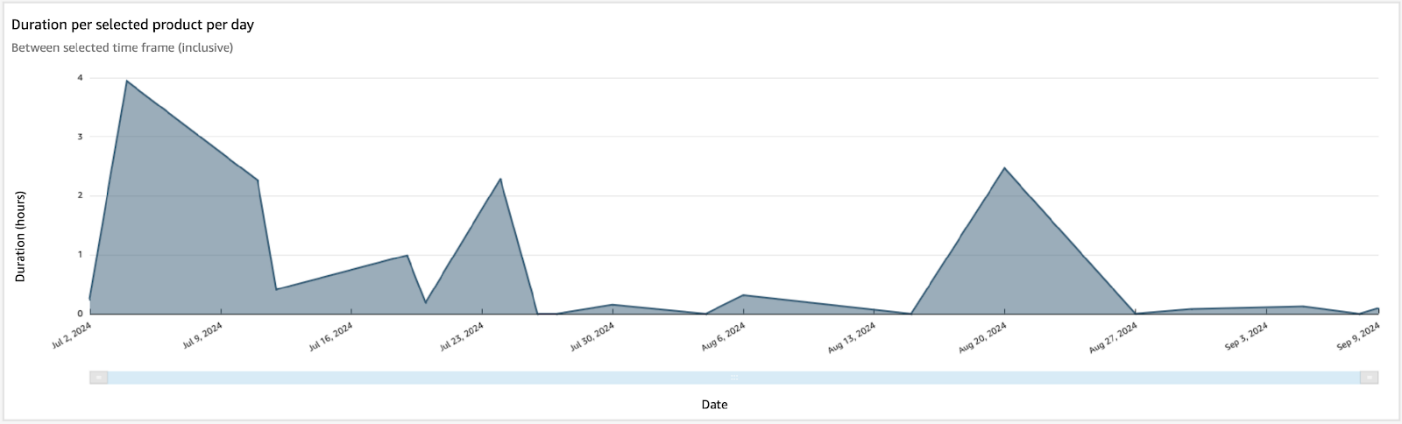 Duration per selected product per day
Between selected time frame (inclusive)
Duration (hours)
4
3
2
1
0
Jul 2, 2024
Jul 9, 2024
Jul 16, 2024
Jul 23, 2024
Jul 30, 2024
Aug 6, 2024
Aug 13, 2024
Aug 20, 2024
Aug 27, 2024
Sep 3, 2024
Sep 9, 2024
Date